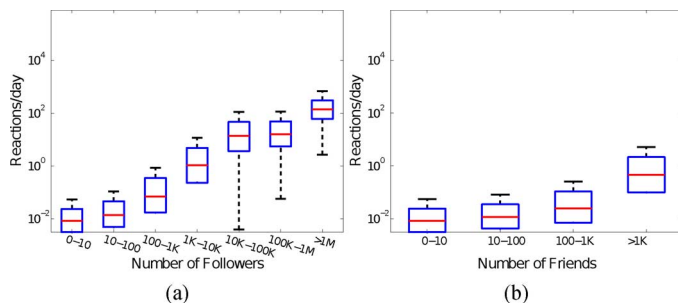 Reactions/day
10⁴
10²
10⁰
10⁻²
0−10
10−100
100−1K
1K−10K
10K−100K
100K−1M
>1M
Number of Followers
(a)
Reactions/day
10⁴
10²
10⁰
10⁻²
0−10
10−100
100−1K
>1K
Number of Friends
(b)